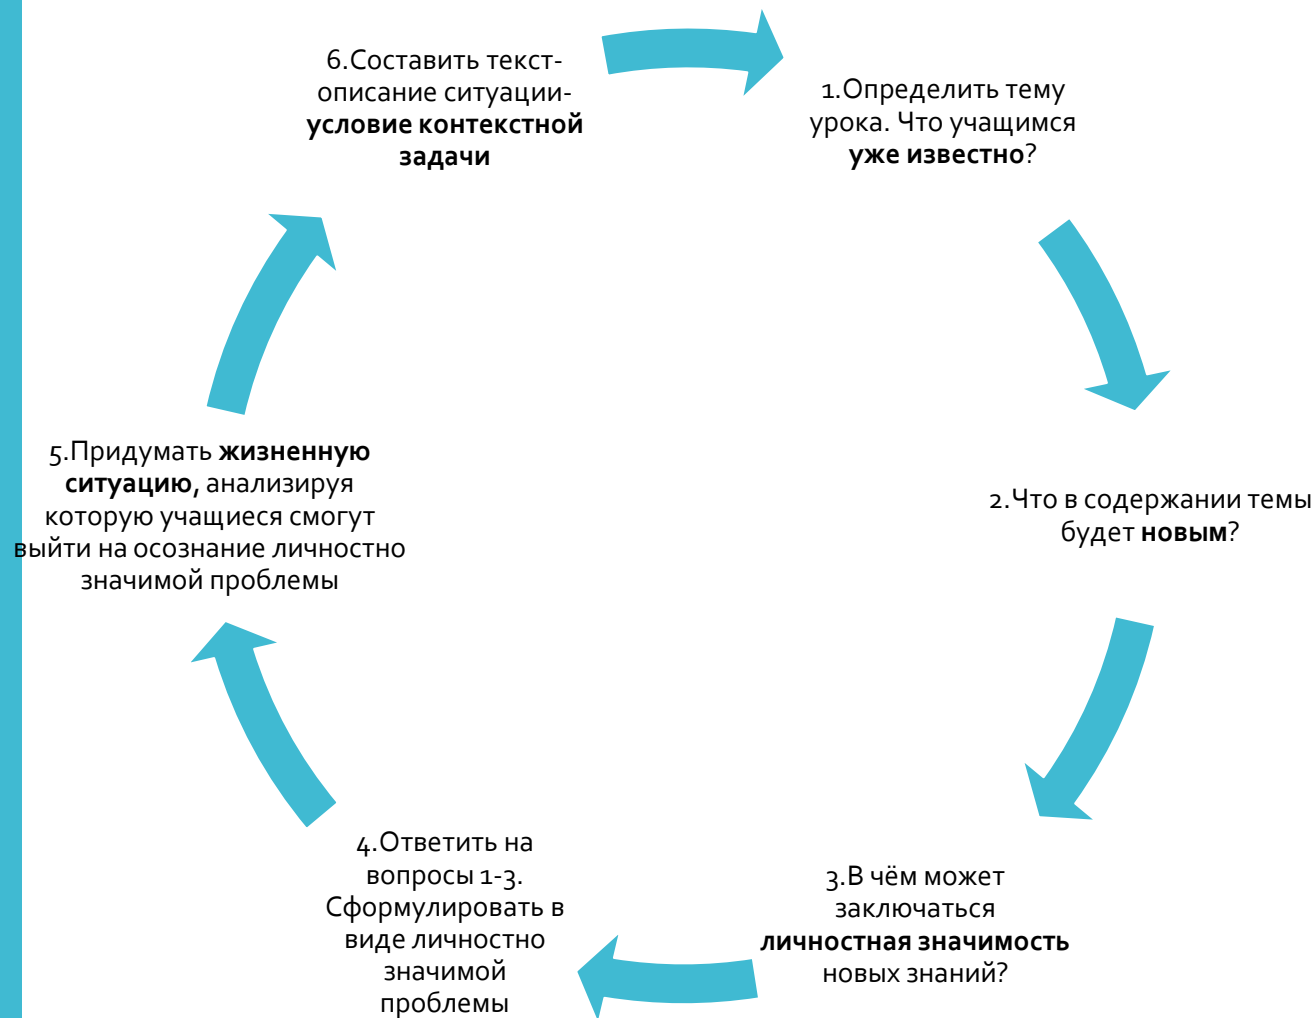 1.Определить тему
урока. Что учащимся
уже известно?
2.Что в содержании темы
будет новым?
3.В чём может
заключаться
личностная значимость
новых знаний?
4.Ответить на
вопросы 1-3.
Сформулировать в
виде личностно
значимой
проблемы
5.Придумать жизненную
ситуацию, анализируя
которую учащиеся смогут
выйти на осознание личностно
значимой проблемы
6.Составить текст-
описание ситуации-
условие контекстной
задачи